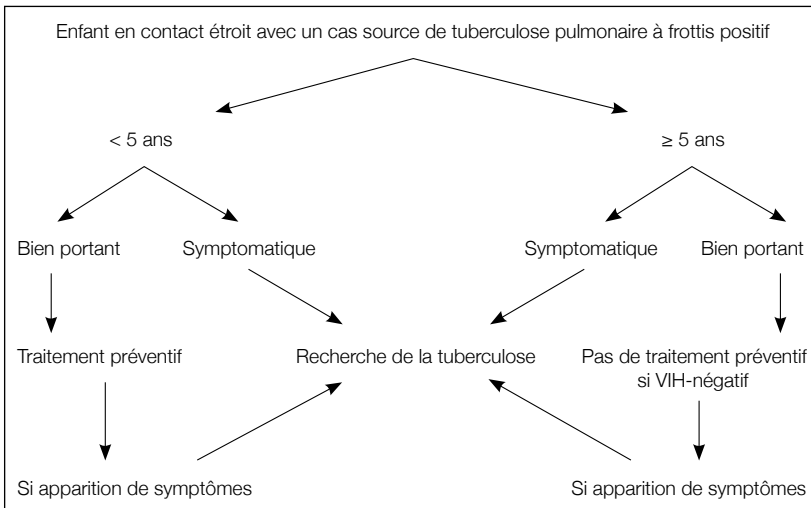 Enfant en contact étroit avec un cas source de tuberculose pulmonaire à frottis positif
< 5 ans
≥ 5 ans
Bien portant
Symptomatique
Symptomatique
Bien portant
Traitement préventif
Recherche de la tuberculose
Pas de traitement préventif
si VIH-négatif
Si apparition de symptômes
Si apparition de symptômes